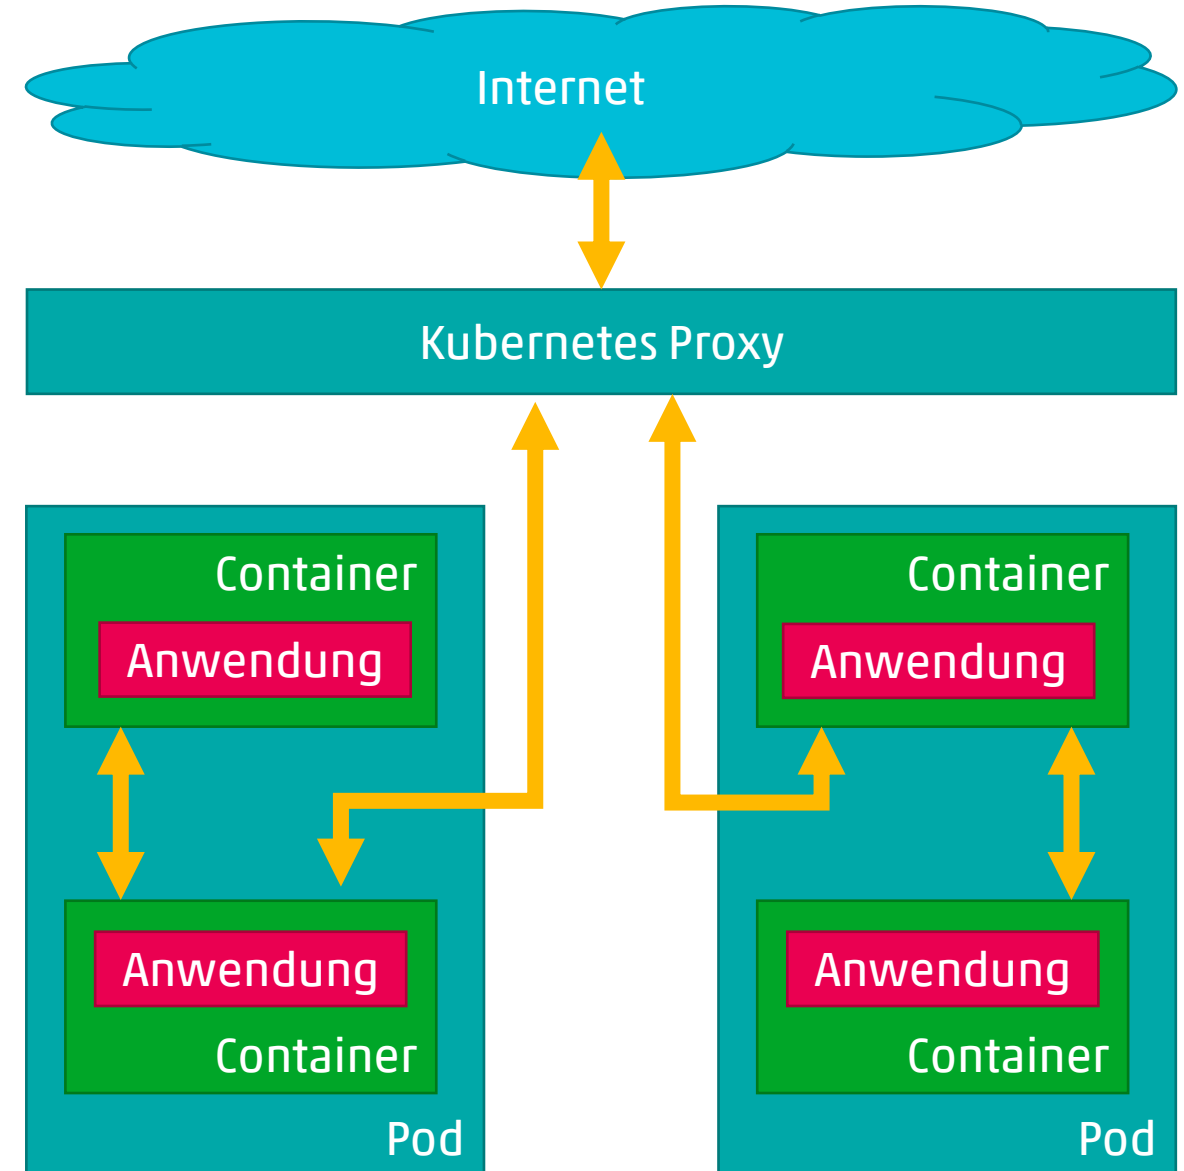 Internet
Kubernetes Proxy
Container
Anwendung
Anwendung
Container
Pod
Container
Anwendung
Anwendung
Container
Pod